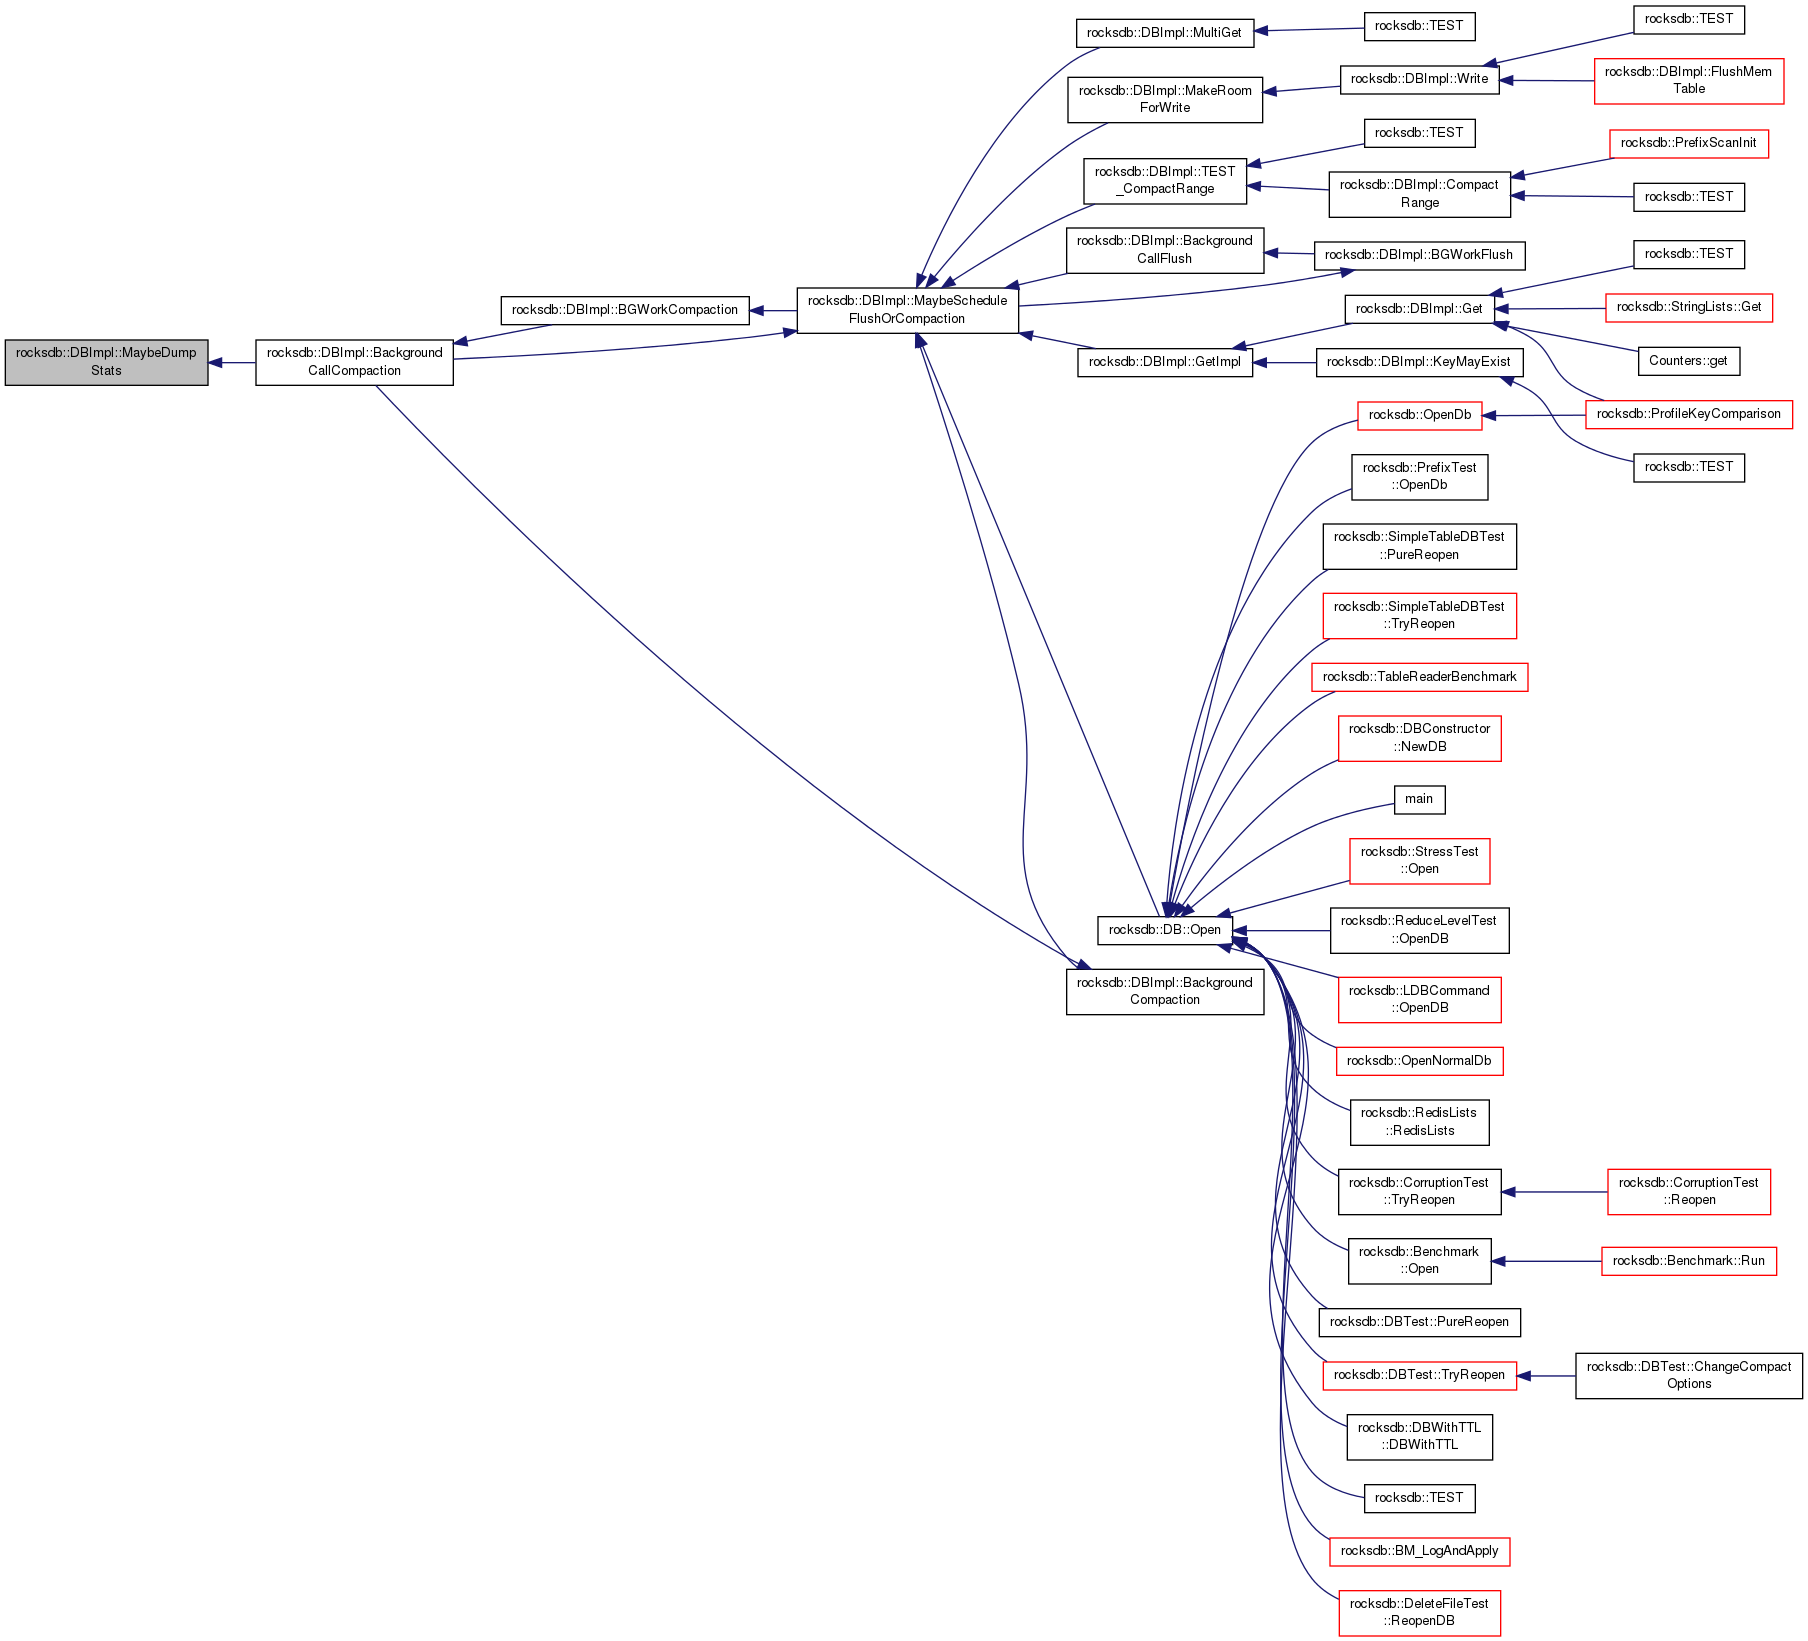 rocksdb::DBImpl::MaybeDump
Stats
rocksdb::DBImpl::Background
CallCompaction
rocksdb::DBImpl::BGWorkCompaction
rocksdb::DBImpl::MaybeSchedule
FlushOrCompaction
rocksdb::DBImpl::MultiGet
rocksdb::TEST
rocksdb::DBImpl::MakeRoom
ForWrite
rocksdb::DBImpl::Write
rocksdb::TEST
rocksdb::DBImpl::FlushMem
Table
rocksdb::DBImpl::TEST
_CompactRange
rocksdb::TEST
rocksdb::DBImpl::Compact
Range
rocksdb::PrefixScanInit
rocksdb::TEST
rocksdb::DBImpl::Background
CallFlush
rocksdb::DBImpl::BGWorkFlush
rocksdb::DBImpl::GetImpl
rocksdb::DBImpl::Get
rocksdb::TEST
rocksdb::StringLists::Get
Counters::get
rocksdb::ProfileKeyComparison
rocksdb::DBImpl::KeyMayExist
rocksdb::TEST
rocksdb::DB::Open
rocksdb::DBImpl::Background
Compaction
rocksdb::OpenDb
rocksdb::PrefixTest
::OpenDb
rocksdb::SimpleTableDBTest
::PureReopen
rocksdb::SimpleTableDBTest
::TryReopen
rocksdb::TableReaderBenchmark
rocksdb::DBConstructor
::NewDB
main
rocksdb::StressTest
::Open
rocksdb::ReduceLevelTest
::OpenDB
rocksdb::LDBCommand
::OpenDB
rocksdb::OpenNormalDb
rocksdb::RedisLists
::RedisLists
rocksdb::CorruptionTest
::TryReopen
rocksdb::CorruptionTest
::Reopen
rocksdb::Benchmark
::Open
rocksdb::Benchmark::Run
rocksdb::DBTest::PureReopen
rocksdb::DBTest::TryReopen
rocksdb::DBTest::ChangeCompact
Options
rocksdb::DBWithTTL
::DBWithTTL
rocksdb::TEST
rocksdb::BM_LogAndApply
rocksdb::DeleteFileTest
::ReopenDB